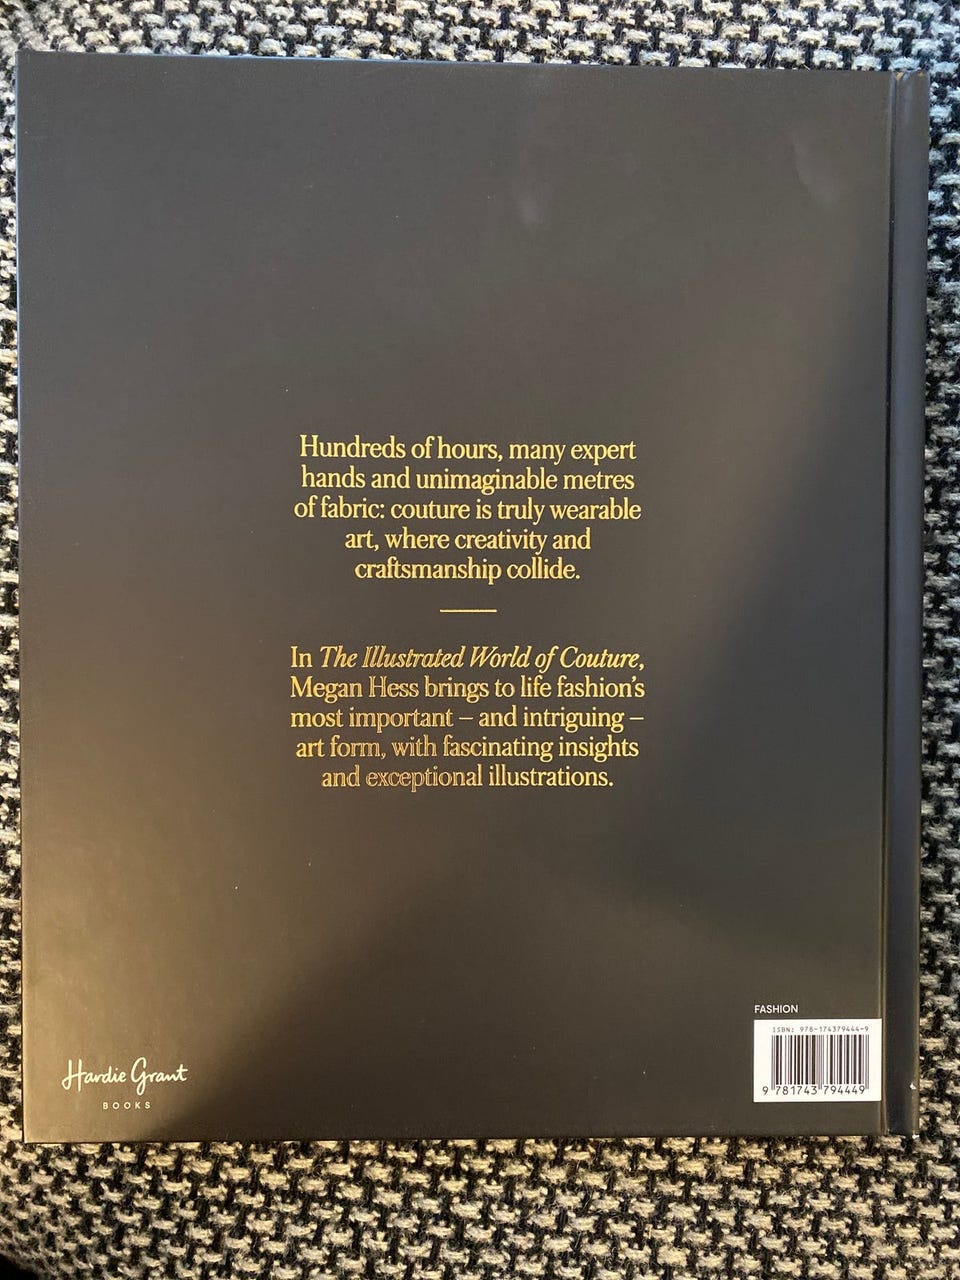 Hundreds of hours, many expert
hands and unimaginable metres
of fabric: couture is truly wearable
art, where creativity and
craftsmanship collide.
In The Illustrated World of Couture,
Megan Hess brings to life fashion's
most important – and intriguing –
art form, with fascinating insights
and exceptional illustrations.
Hardie Grant
BOOKS
FASHION
ISBN: 978-174379444-9
9 781743 794449